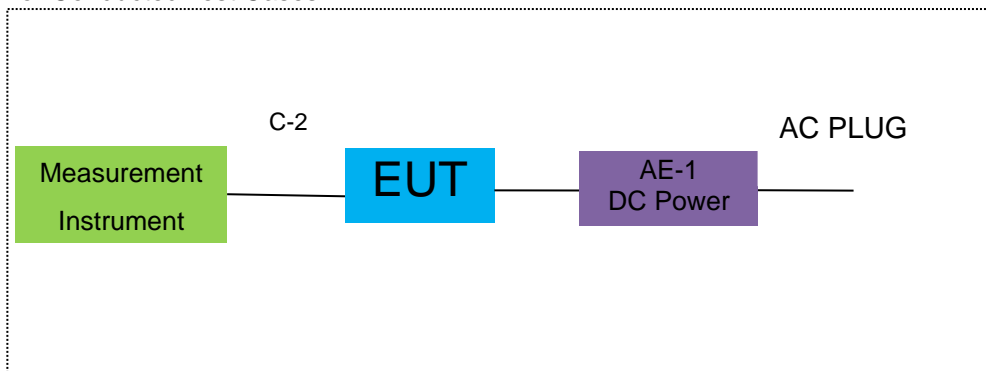 C-2
AC PLUG
Measurement
Instrument
EUT
AE-1
DC Power